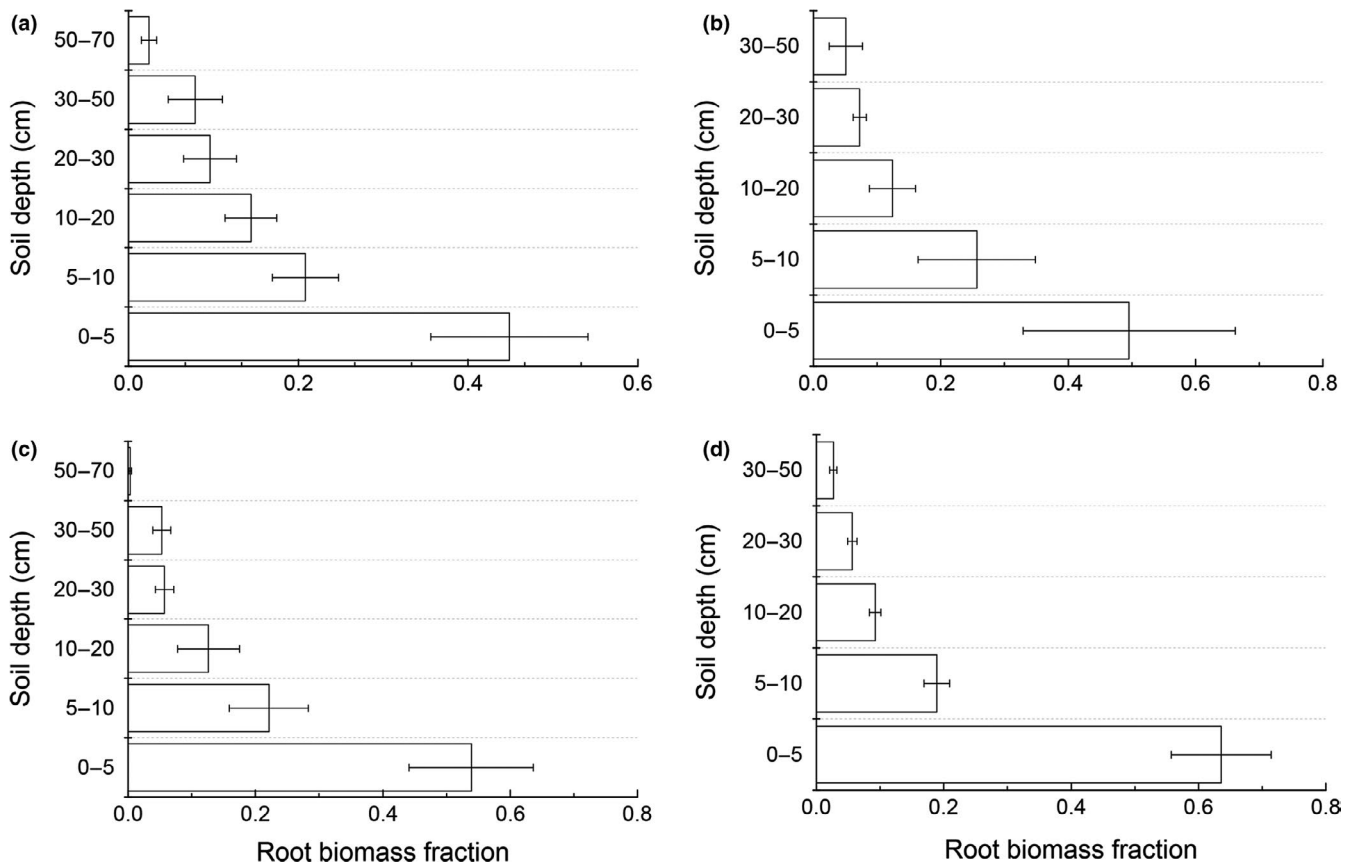 (a)
Soil depth (cm)
50–70
30–50
20–30
10–20
5–10
0–5
0.0 0.2 0.4 0.6
(b)
Soil depth (cm)
30–50
20–30
10–20
5–10
0–5
0.0 0.2 0.4 0.6 0.8
(c)
Soil depth (cm)
50–70
30–50
20–30
10–20
5–10
0–5
0.0 0.2 0.4 0.6 0.8
Root biomass fraction
(d)
Soil depth (cm)
30–50
20–30
10–20
5–10
0–5
0.0 0.2 0.4 0.6 0.8
Root biomass fraction